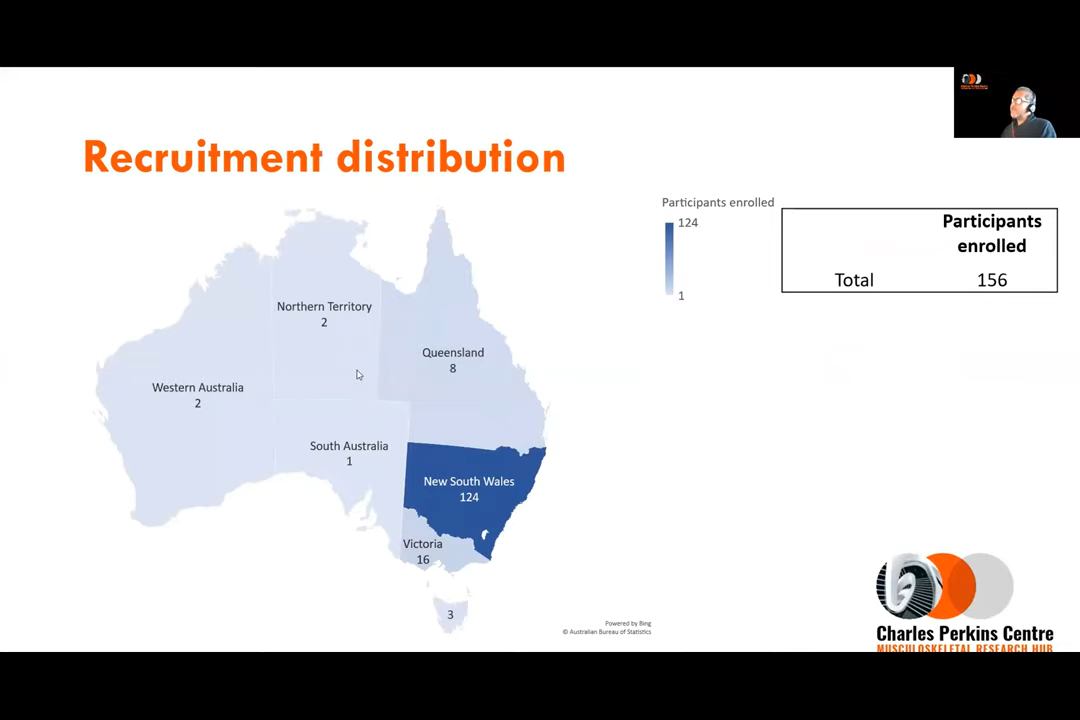 Recruitment distribution
Participants enrolled
124
1
Participants
enrolled
Total 156
Northern Territory
2
Queensland
8
Western Australia
2
South Australia
1
New South Wales
124
Victoria
16
3
Powered by Bing
© Australian Bureau of Statistics
Charles Perkins Centre
MUSCULOSKELETAL RESEARCH HUB